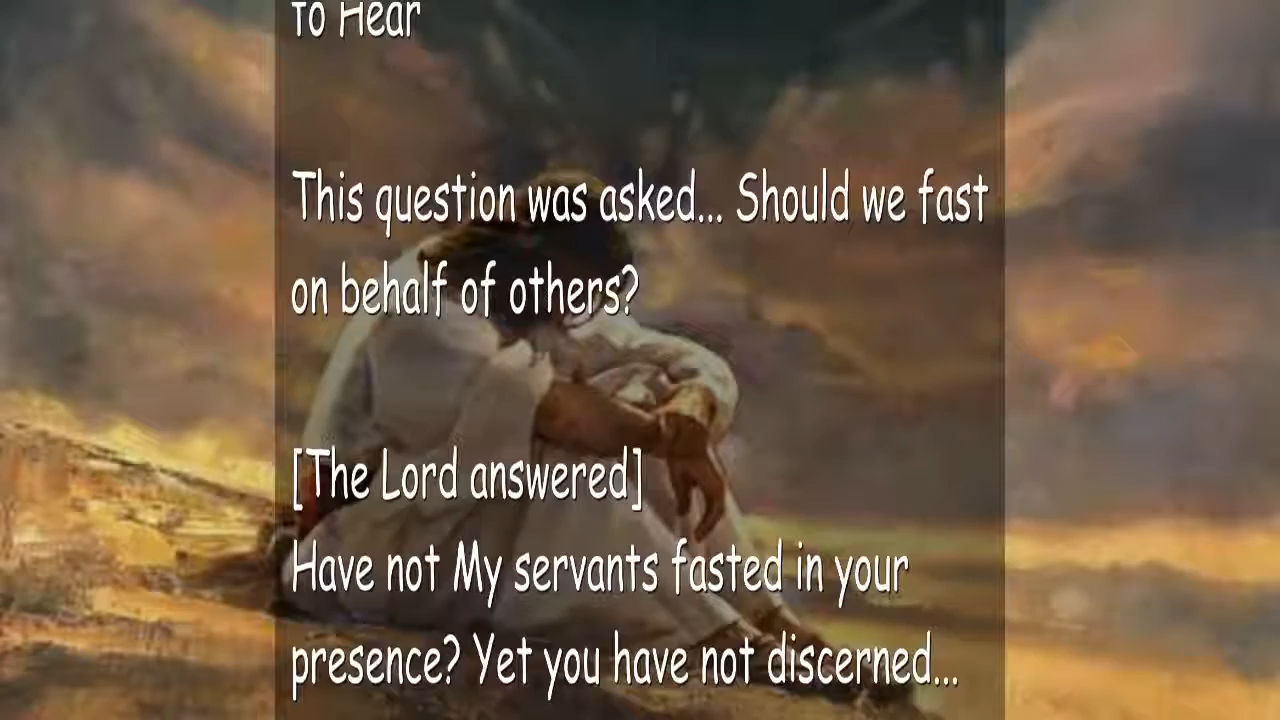 to Hear
This question was asked... Should we fast
on behalf of others?
[The Lord answered]
Have not My servants fasted in your
presence? Yet you have not discerned...